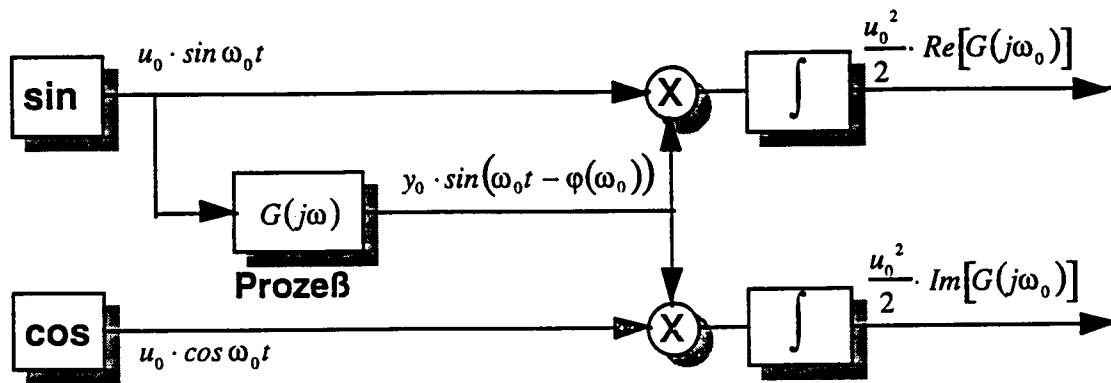 u₀ · sin ω₀t
u₀²/2 · Re[G(jω₀)]
sin
X
∫
y₀ · sin(ω₀t − φ(ω₀))
G(jω)
Prozeß
u₀²/2 · Im[G(jω₀)]
cos
X
∫
u₀ · cos ω₀t